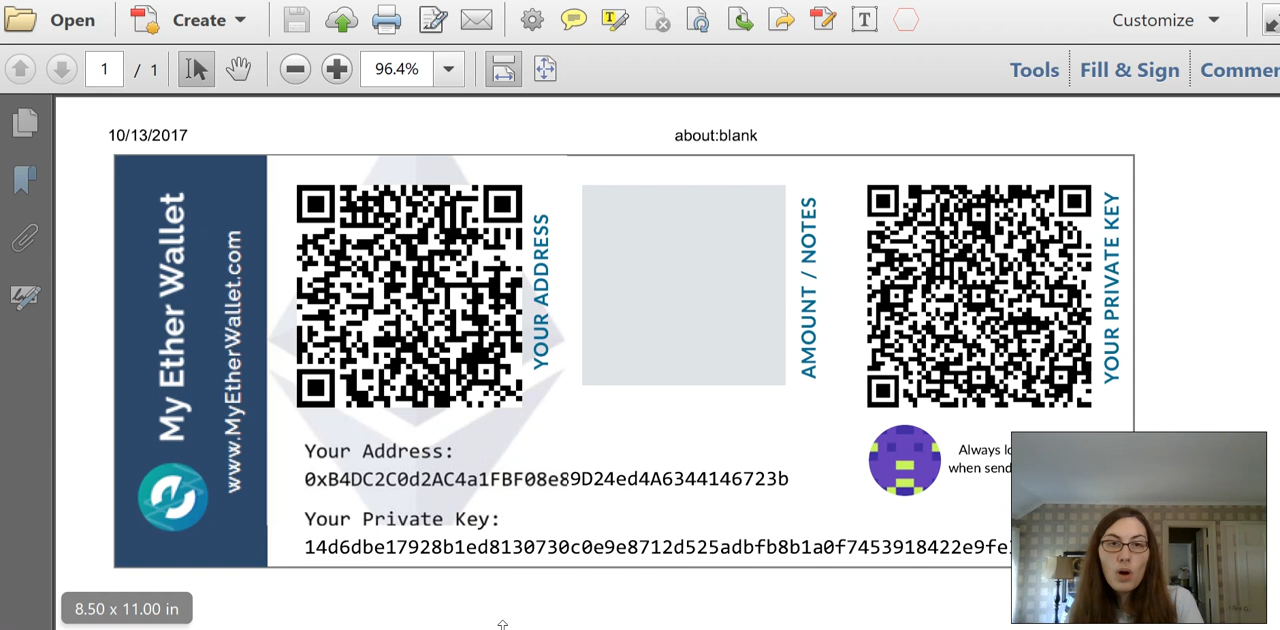 Open
Create
Customize
1 / 1
96.4%
Tools
Fill & Sign
10/13/2017
about:blank
My Ether Wallet
www.MyEtherWallet.com
YOUR ADDRESS
AMOUNT / NOTES
YOUR PRIVATE KEY
Your Address:
0xB4DC2C0d2AC4a1FBF08e89D24ed4A6344146723b
Always
when
Your Private Key:
14d6dbe17928b1ed8130730c0e9e8712d525adbfb8b1a0f7453918422e9fe
8.50 x 11.00 in